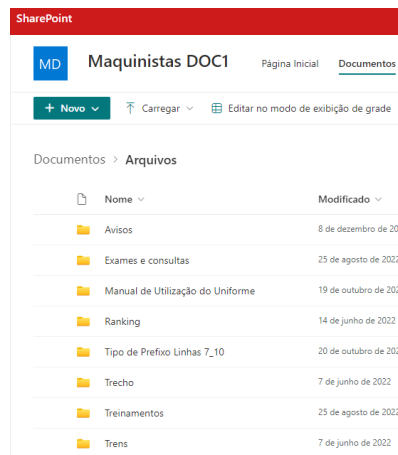 SharePoint
MD Maquinistas DOC1 Página Inicial Documentos
+ Novo Carregar Editar no modo de exibição de grade
Documentos > Arquivos
Nome Modificado
Avisos 8 de dezembro de 20
Exames e consultas 25 de agosto de 2022
Manual de Utilização do Uniforme 19 de outubro de 202
Ranking 14 de junho de 2022
Tipo de Prefixo Linhas 7_10 20 de outubro de 202
Trecho 7 de junho de 2022
Treinamentos 25 de agosto de 2022
Trens 7 de junho de 2022